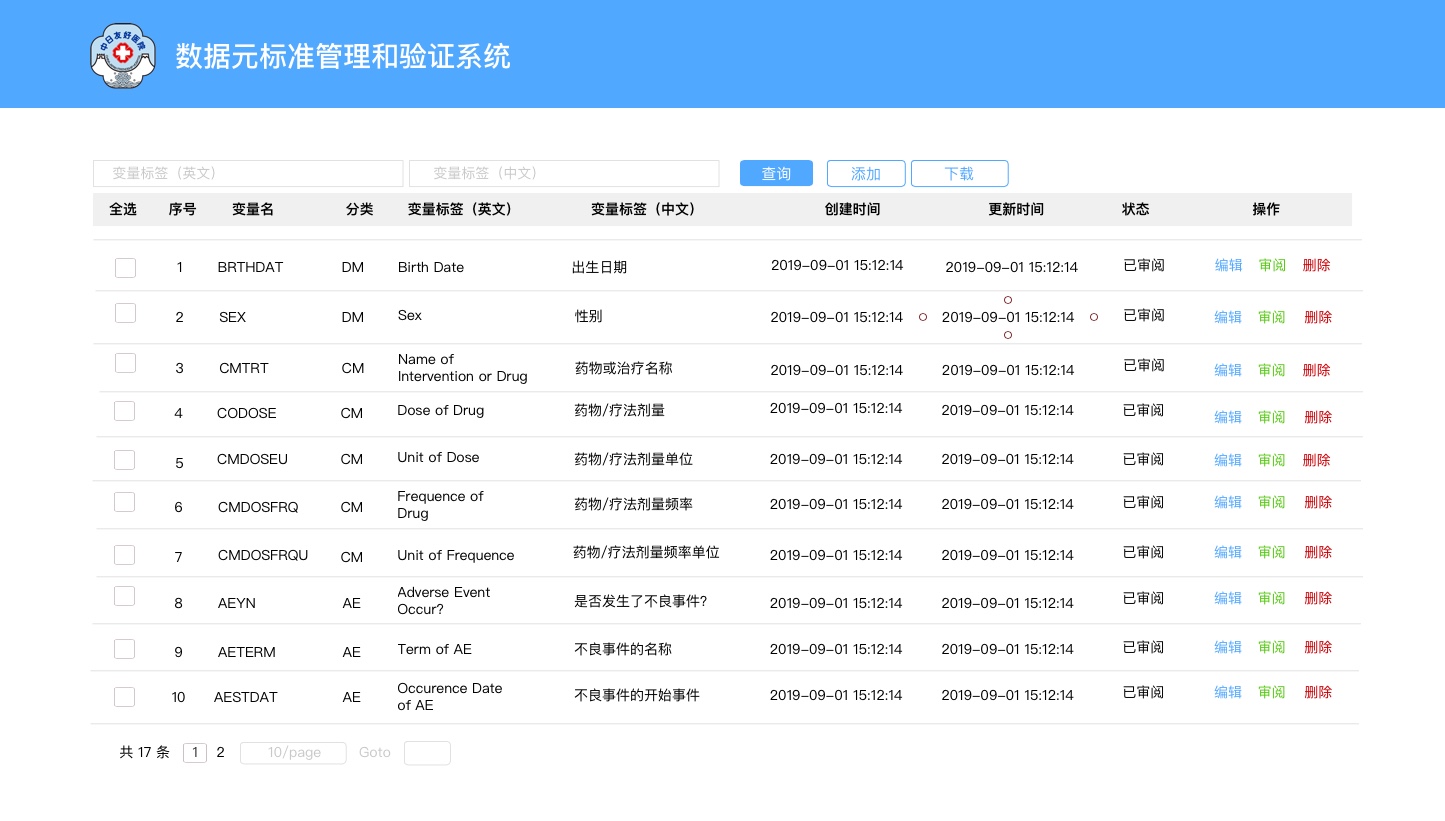 中日友好医院
数据元标准管理和验证系统
变量标签（英文） 变量标签（中文） 查询 添加 下载
全选 序号 变量名 分类 变量标签（英文） 变量标签（中文） 创建时间 更新时间 状态 操作
1 BRTHDAT DM Birth Date 出生日期 2019-09-01 15:12:14 2019-09-01 15:12:14 已审阅 编辑 审阅 删除
2 SEX DM Sex 性别 2019-09-01 15:12:14 2019-09-01 15:12:14 已审阅 编辑 审阅 删除
3 CMTRT CM Name of
Intervention or Drug 药物或治疗名称 2019-09-01 15:12:14 2019-09-01 15:12:14 已审阅 编辑 审阅 删除
4 CODOSE CM Dose of Drug 药物/疗法剂量 2019-09-01 15:12:14 2019-09-01 15:12:14 已审阅 编辑 审阅 删除
5 CMDOSEU CM Unit of Dose 药物/疗法剂量单位 2019-09-01 15:12:14 2019-09-01 15:12:14 已审阅 编辑 审阅 删除
6 CMDOSFRQ CM Frequence of
Drug 药物/疗法剂量频率 2019-09-01 15:12:14 2019-09-01 15:12:14 已审阅 编辑 审阅 删除
7 CMDOSFRQU CM Unit of Frequence 药物/疗法剂量频率单位 2019-09-01 15:12:14 2019-09-01 15:12:14 已审阅 编辑 审阅 删除
8 AEYN AE Adverse Event
Occur? 是否发生了不良事件? 2019-09-01 15:12:14 2019-09-01 15:12:14 已审阅 编辑 审阅 删除
9 AETERM AE Term of AE 不良事件的名称 2019-09-01 15:12:14 2019-09-01 15:12:14 已审阅 编辑 审阅 删除
10 AESTDAT AE Occurence Date
of AE 不良事件的开始事件 2019-09-01 15:12:14 2019-09-01 15:12:14 已审阅 编辑 审阅 删除
共 17 条 1 2 10/page Goto